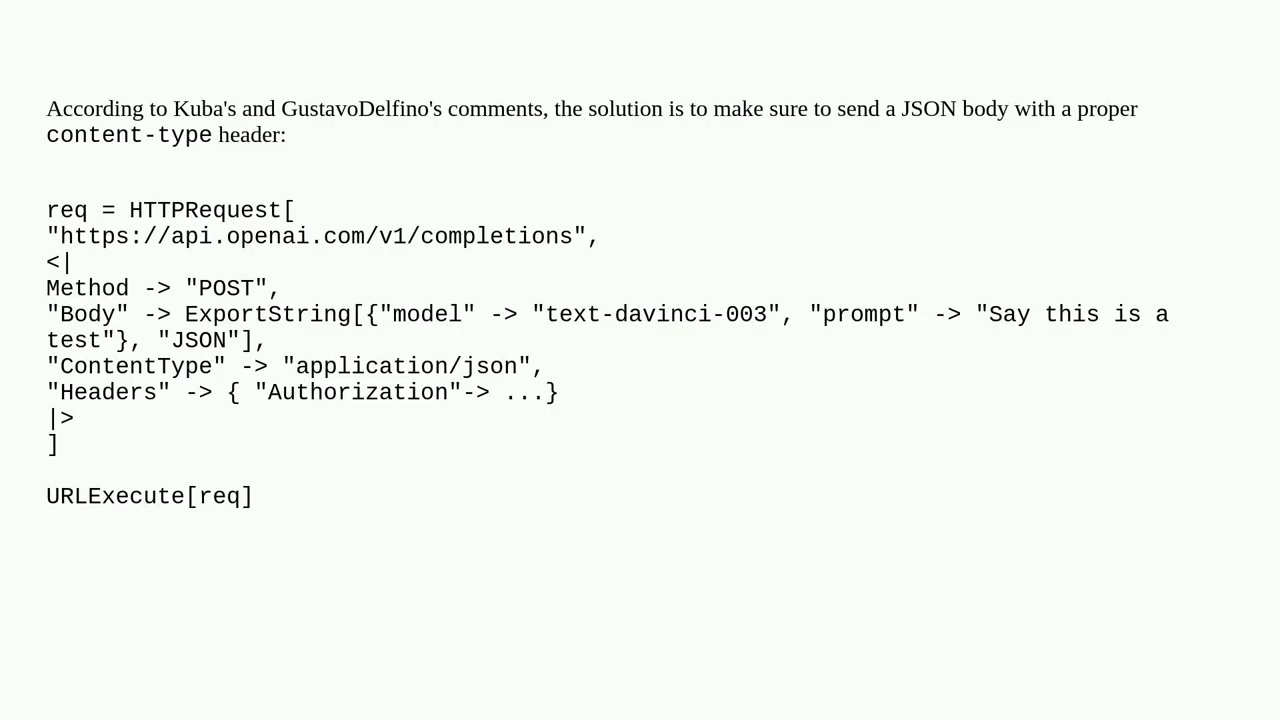 According to Kuba's and GustavoDelfino's comments, the solution is to make sure to send a JSON body with a proper
content-type header:
req = HTTPRequest[
"https://api.openai.com/v1/completions",
<|
Method -> "POST",
"Body" -> ExportString[{"model" -> "text-davinci-003", "prompt" -> "Say this is a
test"}, "JSON"],
"ContentType" -> "application/json",
"Headers" -> { "Authorization"-> ...}
|>
]
URLExecute[req]